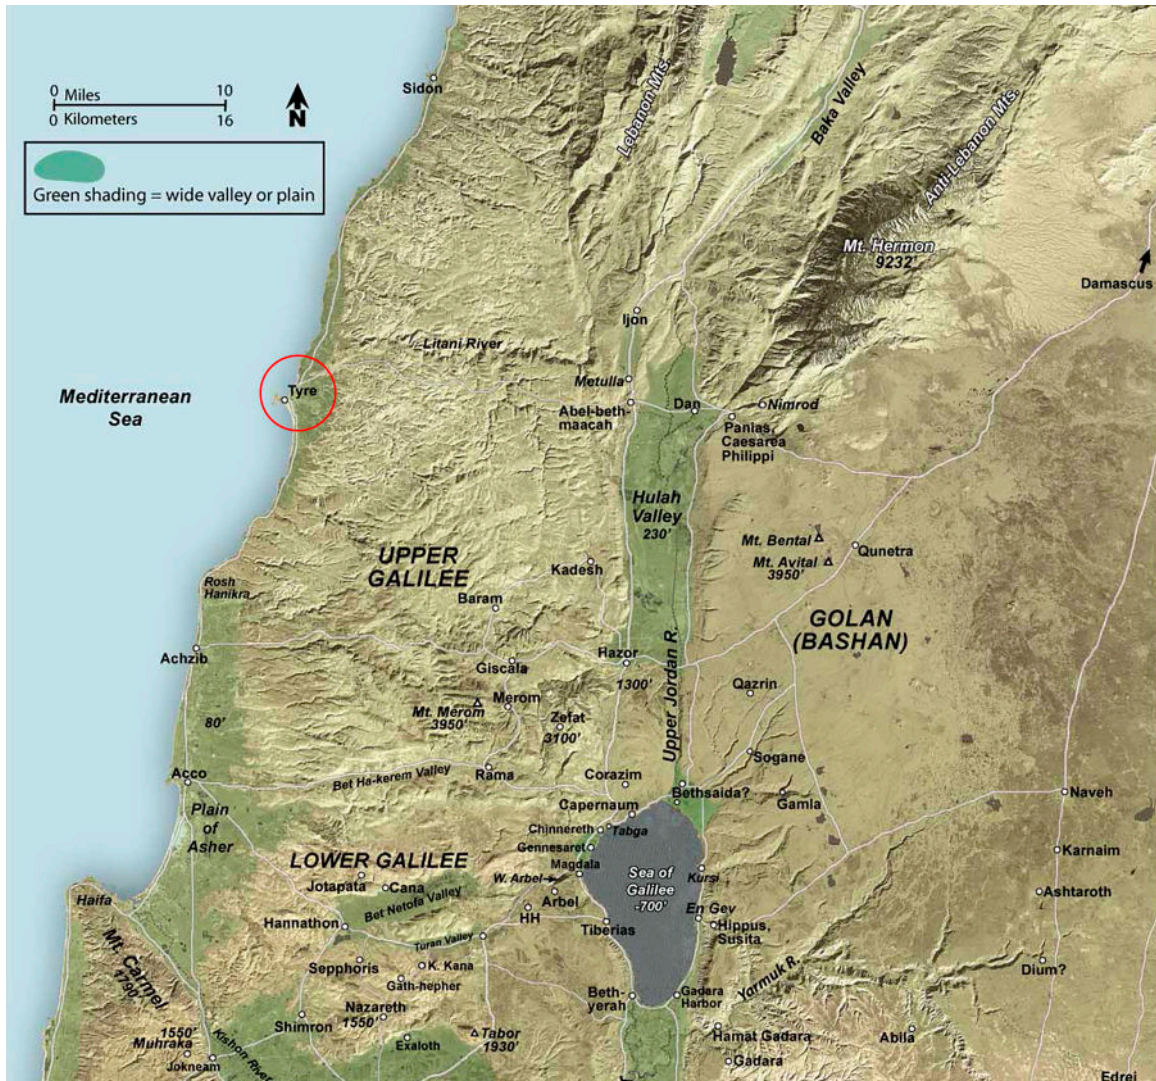 Sidon
0 Miles 10
0 Kilometers 16
N
Green shading = wide valley or plain
Lebanon Mts.
Baka Valley
Anti-Lebanon Mts.
Mt. Hermon
9232'
Damascus
Ijon
Litani River
Mediterranean
Sea
Tyre
Metulla
Abel-beth-
maacah
Dan
Nimrod
Panias,
Caesarea
Philippi
Hulah
Valley
230'
Mt. Bental
Mt. Avital
3950'
Qunetra
UPPER
GALILEE
Kadesh
Rosh
Hanikra
Baram
GOLAN
(BASHAN)
Achzib
Giscala
Hazor
1300'
Upper Jordan R.
Qazrin
Mt. Merom
3950'
Merom
Zefat
3100'
80'
Sogane
Acco
Bet Ha-kerem Valley
Rama
Corazim
Bethsaida?
Gamla
Naveh
Plain
of
Asher
Capernaum
Chinnereth
Tabga
Gennesaret
Magdala
LOWER GALILEE
Jotapata
Cana
Bet Netofa Valley
W. Arbel
Arbel
HH
Sea of
Galilee
-700'
Kursi
Karnaim
Ashtaroth
Haifa
Hannathon
Turan Valley
Tiberias
En Gev
Hippus,
Susita
Mt. Carmel
1790'
Sepphoris
K. Kana
Gath-hepher
Yarmuk R.
Dium?
Nazareth
1550'
Beth-
yerah
Gadara
Harbor
Shimron
1550'
Muhraka
Jokneam
Kishon River
Exaloth
Tabor
1930'
Hamat Gadara
Abila
Gadara
Edrei